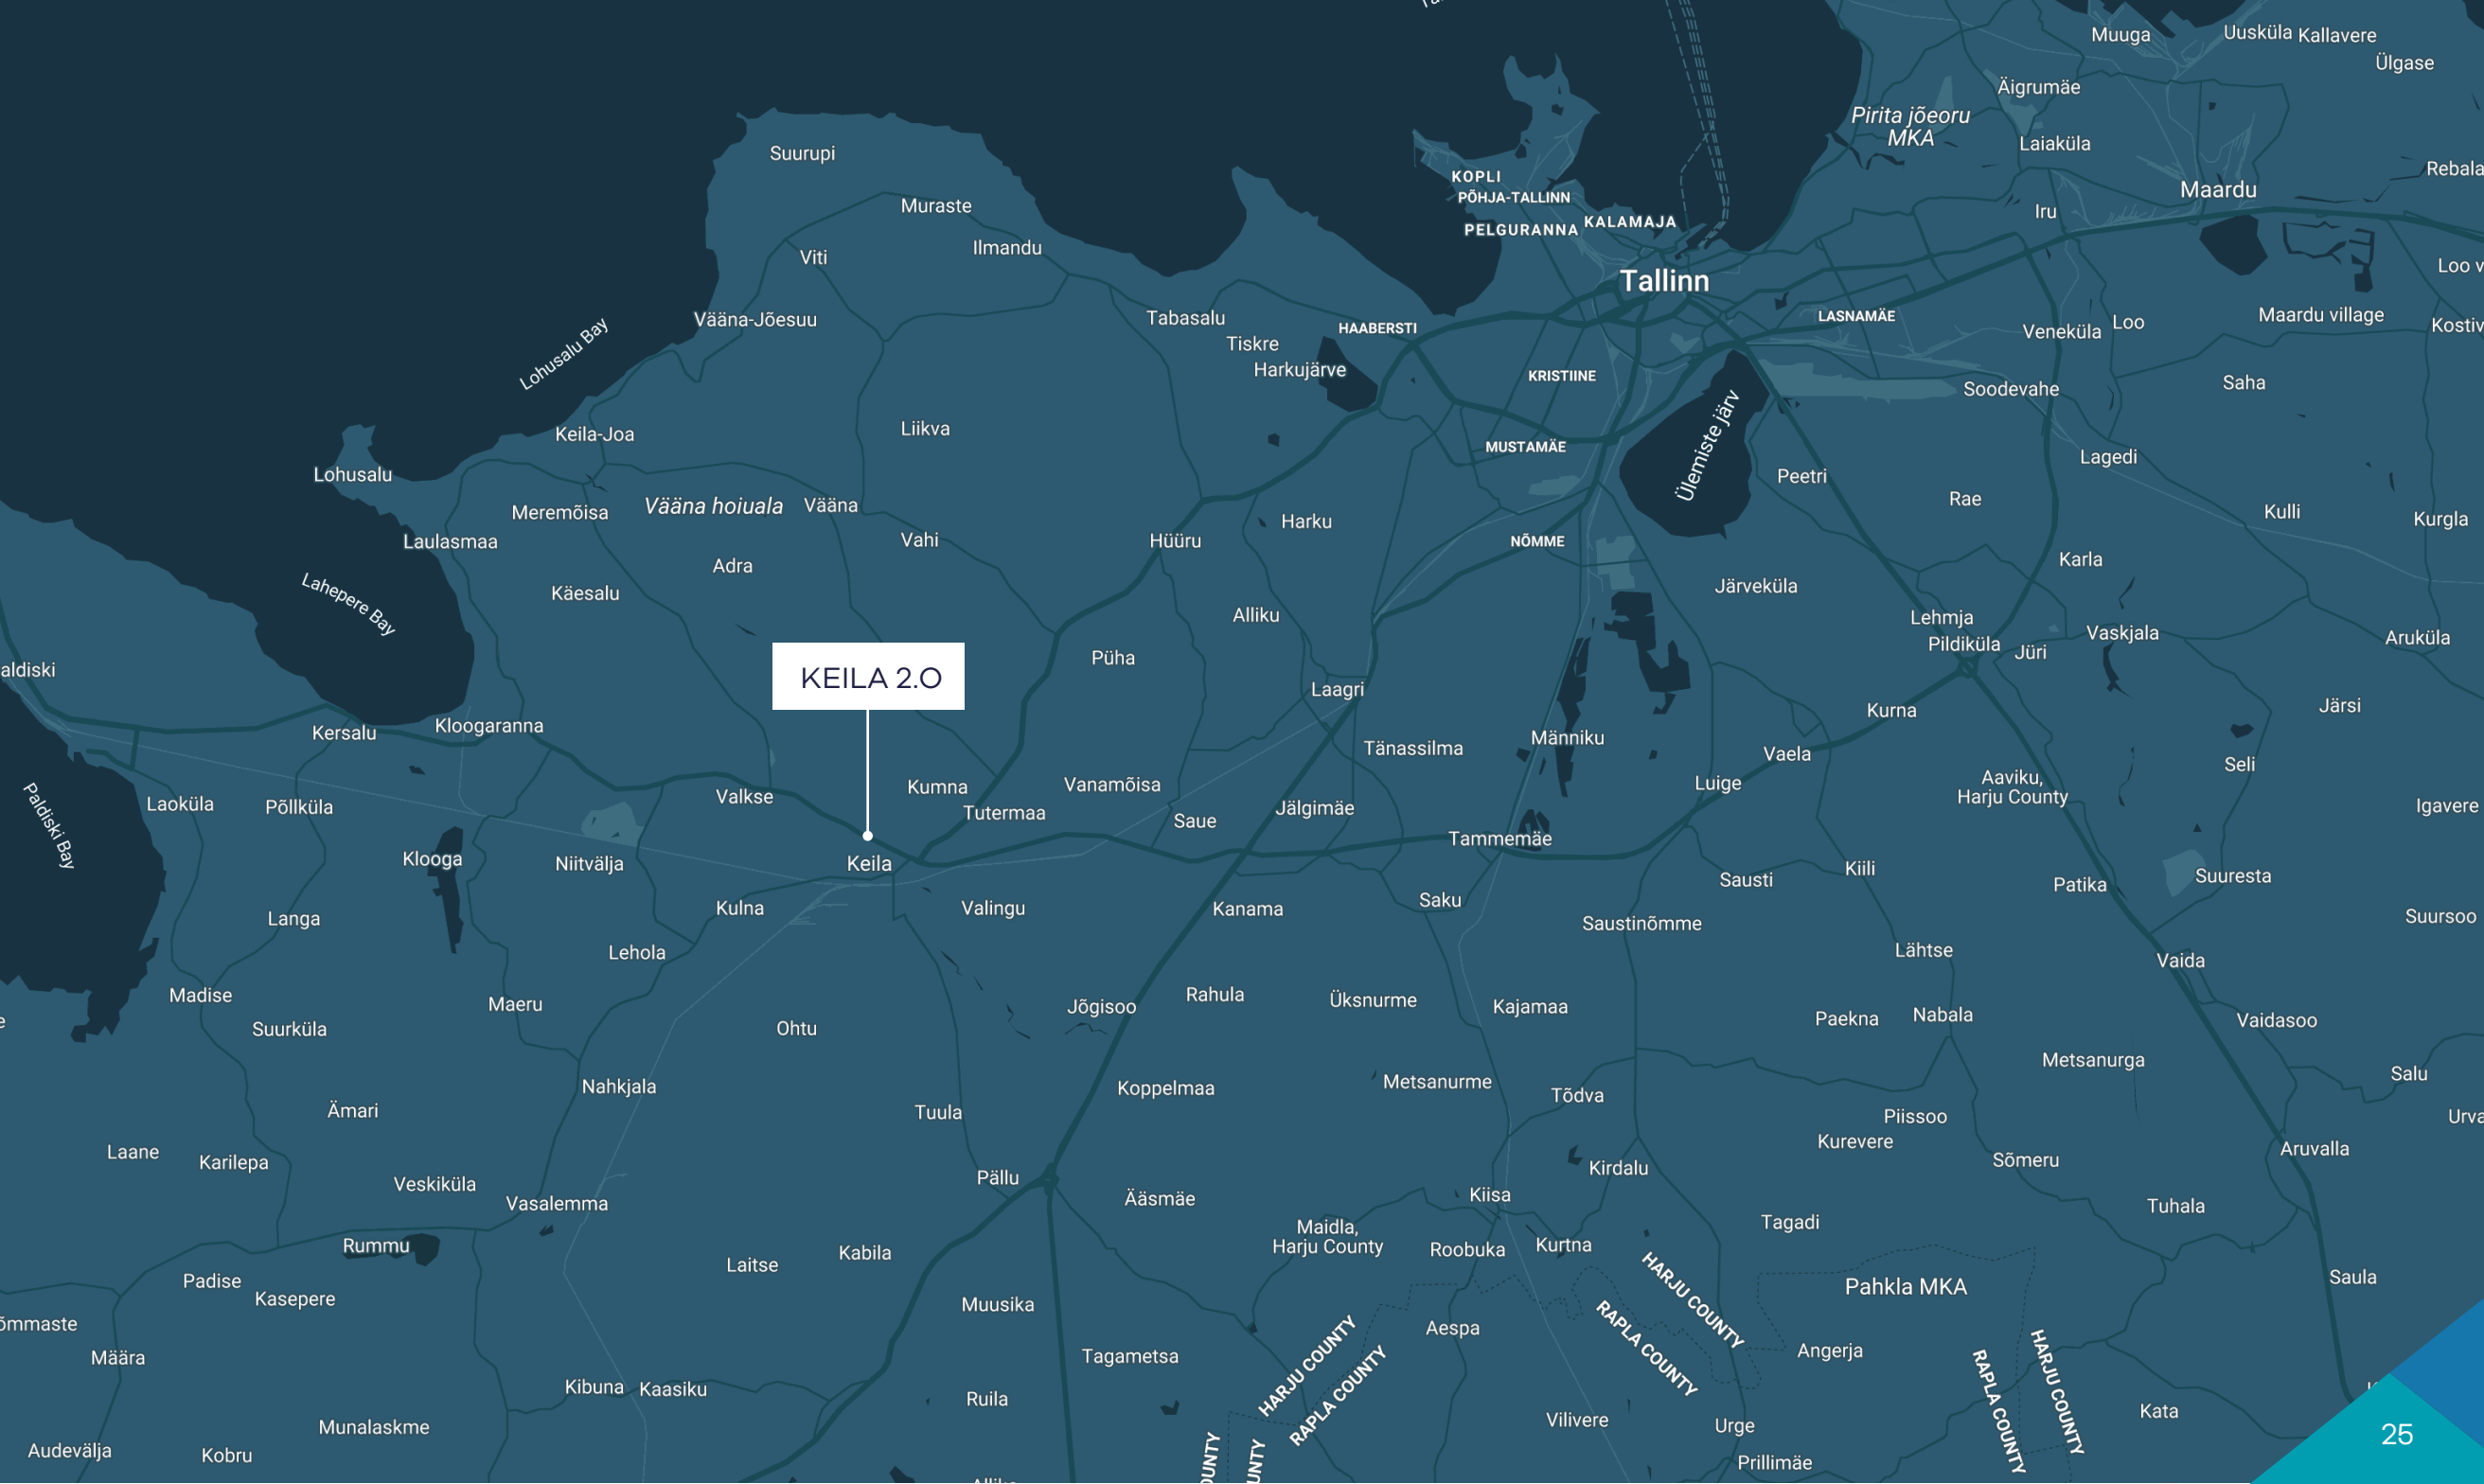 Muuga
Uusküla
Kallavere
Ülgase
Äigrumäe
Pirita jõeoru
MKA
Laiaküla
Suurupi
Rebala
KOPLI
PÕHJA-TALLINN
Maardu
Muraste
Iru
KALAMAJA
PELGURANNA
Ilmandu
Viti
Loo v
Tallinn
Vääna-Jõesuu
Tabasalu
LASNAMÄE
Maardu village
HAABERSTI
Veneküla
Loo
Kostiv
Tiskre
Lohusalu Bay
Harkujärve
KRISTIINE
Saha
Soodevahe
Liikva
Keila-Joa
Ülemiste järv
MUSTAMÄE
Lagedi
Lohusalu
Peetri
Rae
Vääna hoiuala
Vääna
Meremõisa
Kulli
Harku
Kurgla
Laulasmaa
Vahi
Hüüru
NÕMME
Karla
Adra
Käesalu
Järveküla
Lahepere Bay
Alliku
Lehmja
Vaskjala
Aruküla
Pildiküla
Jüri
Püha
aldiski
KEILA 2.0
Laagri
Järsi
Kurna
Kloogaranna
Kersalu
Männiku
Tänassilma
Vaela
Seli
Aaviku,
Harju County
Luige
Vanamõisa
Kumna
Valkse
Laoküla
Põllküla
Igavere
Jälgimäe
Tutermaa
Saue
Paldiski Bay
Tammemäe
Klooga
Niitvälja
Keila
Kiili
Suuresta
Sausti
Patika
Saku
Kulna
Valingu
Kanama
Langa
Suursoo
Saustinõmme
Lehola
Lähtse
Vaida
Madise
Rahula
Üksnurme
Maeru
Jõgisoo
Kajamaa
Nabala
Paekna
Vaidasoo
e
Suurküla
Ohtu
Metsanurga
Salu
Metsanurme
Nahkjala
Koppelmaa
Tõdva
Ämari
Tuula
Piissoo
Urva
Kurevere
Aruvalla
Laane
Karilepa
Sõmeru
Kirdalu
Pällu
Veskiküla
Kiisa
Ääsmäe
Vasalemma
Tuhala
Tagadi
Maidla,
Harju County
Rummu
Kurtna
Roobuka
Kabila
Laitse
Saula
Padise
Pahkla MKA
HARJU COUNTY
RAPLA COUNTY
Kasepere
Muusika
õmmaste
Aespa
Angerja
HARJU COUNTY
RAPLA COUNTY
Määra
Tagametsa
HARJU COUNTY
RAPLA COUNTY
Kibuna
Kaasiku
Ruila
Kata
Vilivere
Urge
Munalaskme
25
Audevälja
Kobru
Prillimäe
OUNTY
UNTY